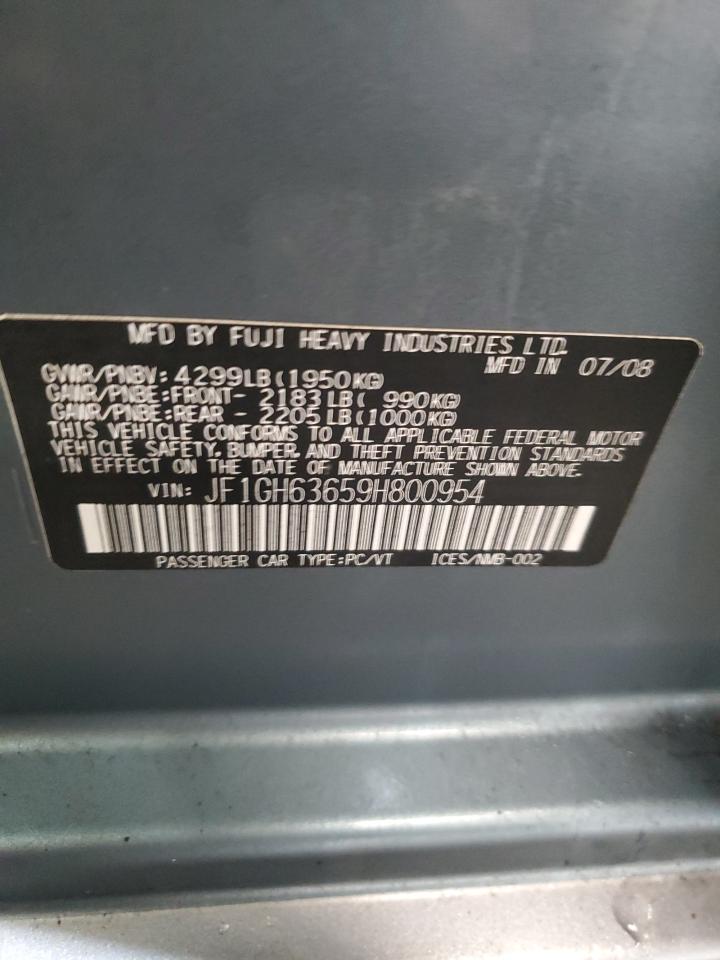 MFD BY FUJI HEAVY INDUSTRIES LTD.
MFD IN 07/08
GVWR/PNBV: 4299LB(1950KG)
GAWR/PNBE:FRONT- 2183LB( 990KG)
GAWR/PNBE:REAR - 2205LB(1000KG)
THIS VEHICLE CONFORMS TO ALL APPLICABLE FEDERAL MOTOR
VEHICLE SAFETY, BUMPER, AND THEFT PREVENTION STANDARDS
IN EFFECT ON THE DATE OF MANUFACTURE SHOWN ABOVE.
VIN: JF1GH63659H800954
PASSENGER CAR TYPE:PC/VT ICES/NMB-002